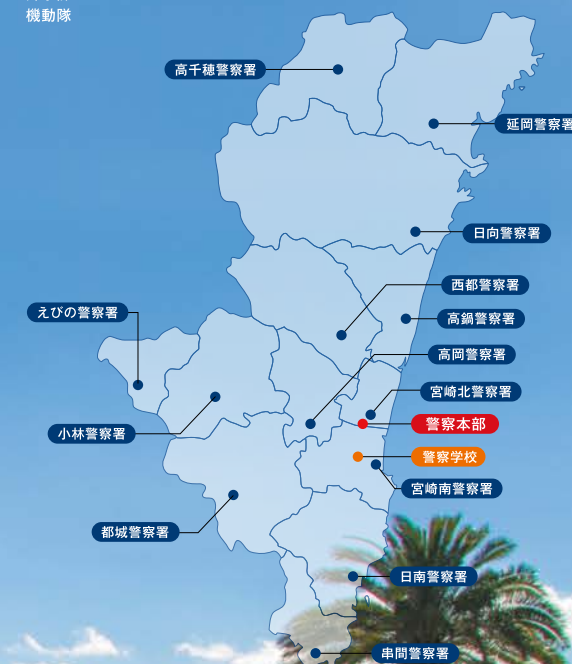 機動隊
高千穂警察署
延岡警察署
日向警察署
西都警察署
えびの警察署
高鍋警察署
高岡警察署
宮崎北警察署
警察本部
小林警察署
警察学校
宮崎南警察署
都城警察署
日南警察署
串間警察署